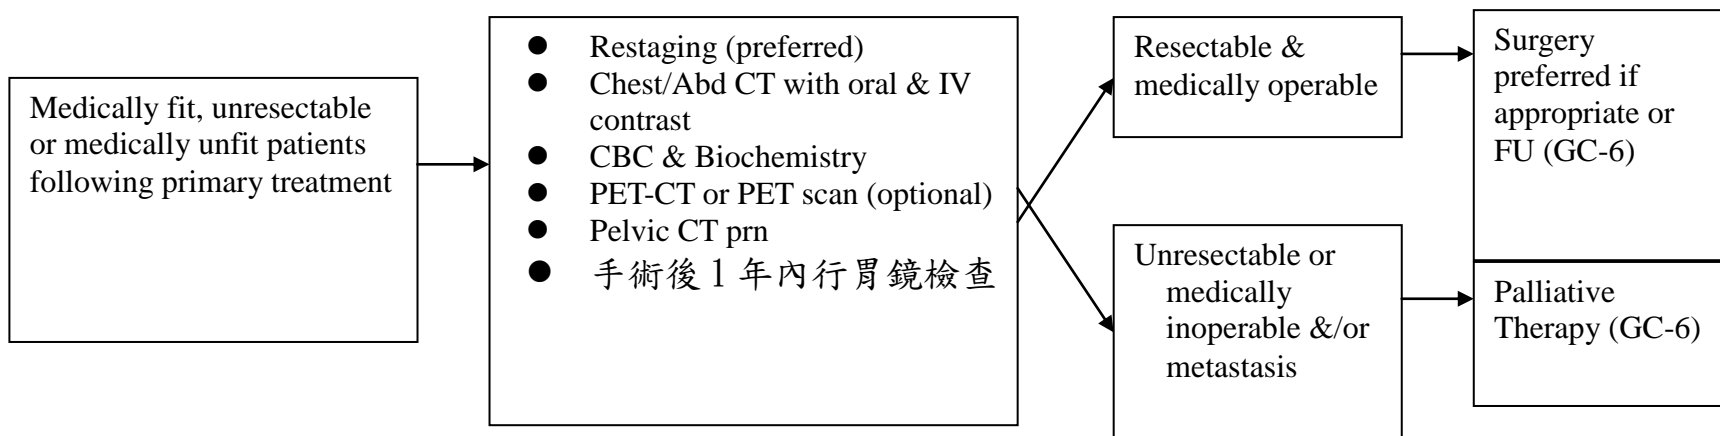 Medically fit, unresectable
or medically unfit patients
following primary treatment
● Restaging (preferred)
● Chest/Abd CT with oral & IV
contrast
● CBC & Biochemistry
● PET-CT or PET scan (optional)
● Pelvic CT prn
● 手術後 1 年內行胃鏡檢查
Resectable &
medically operable
Unresectable or
medically
inoperable &/or
metastasis
Surgery
preferred if
appropriate or
FU (GC-6)
Palliative
Therapy (GC-6)